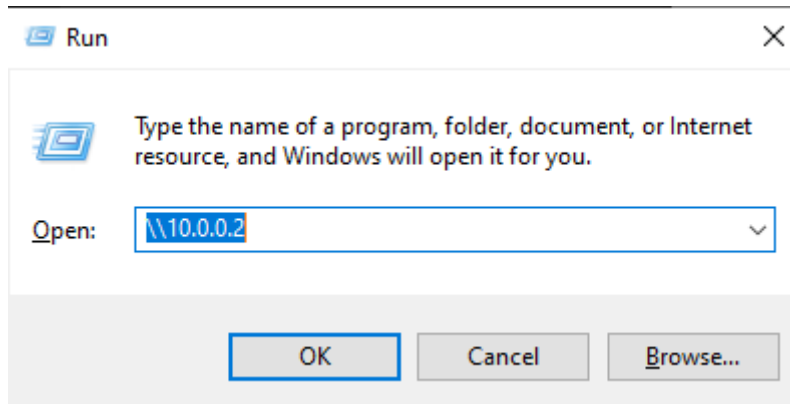 Run
Type the name of a program, folder, document, or Internet
resource, and Windows will open it for you.
Open: \\10.0.0.2
OK Cancel Browse...